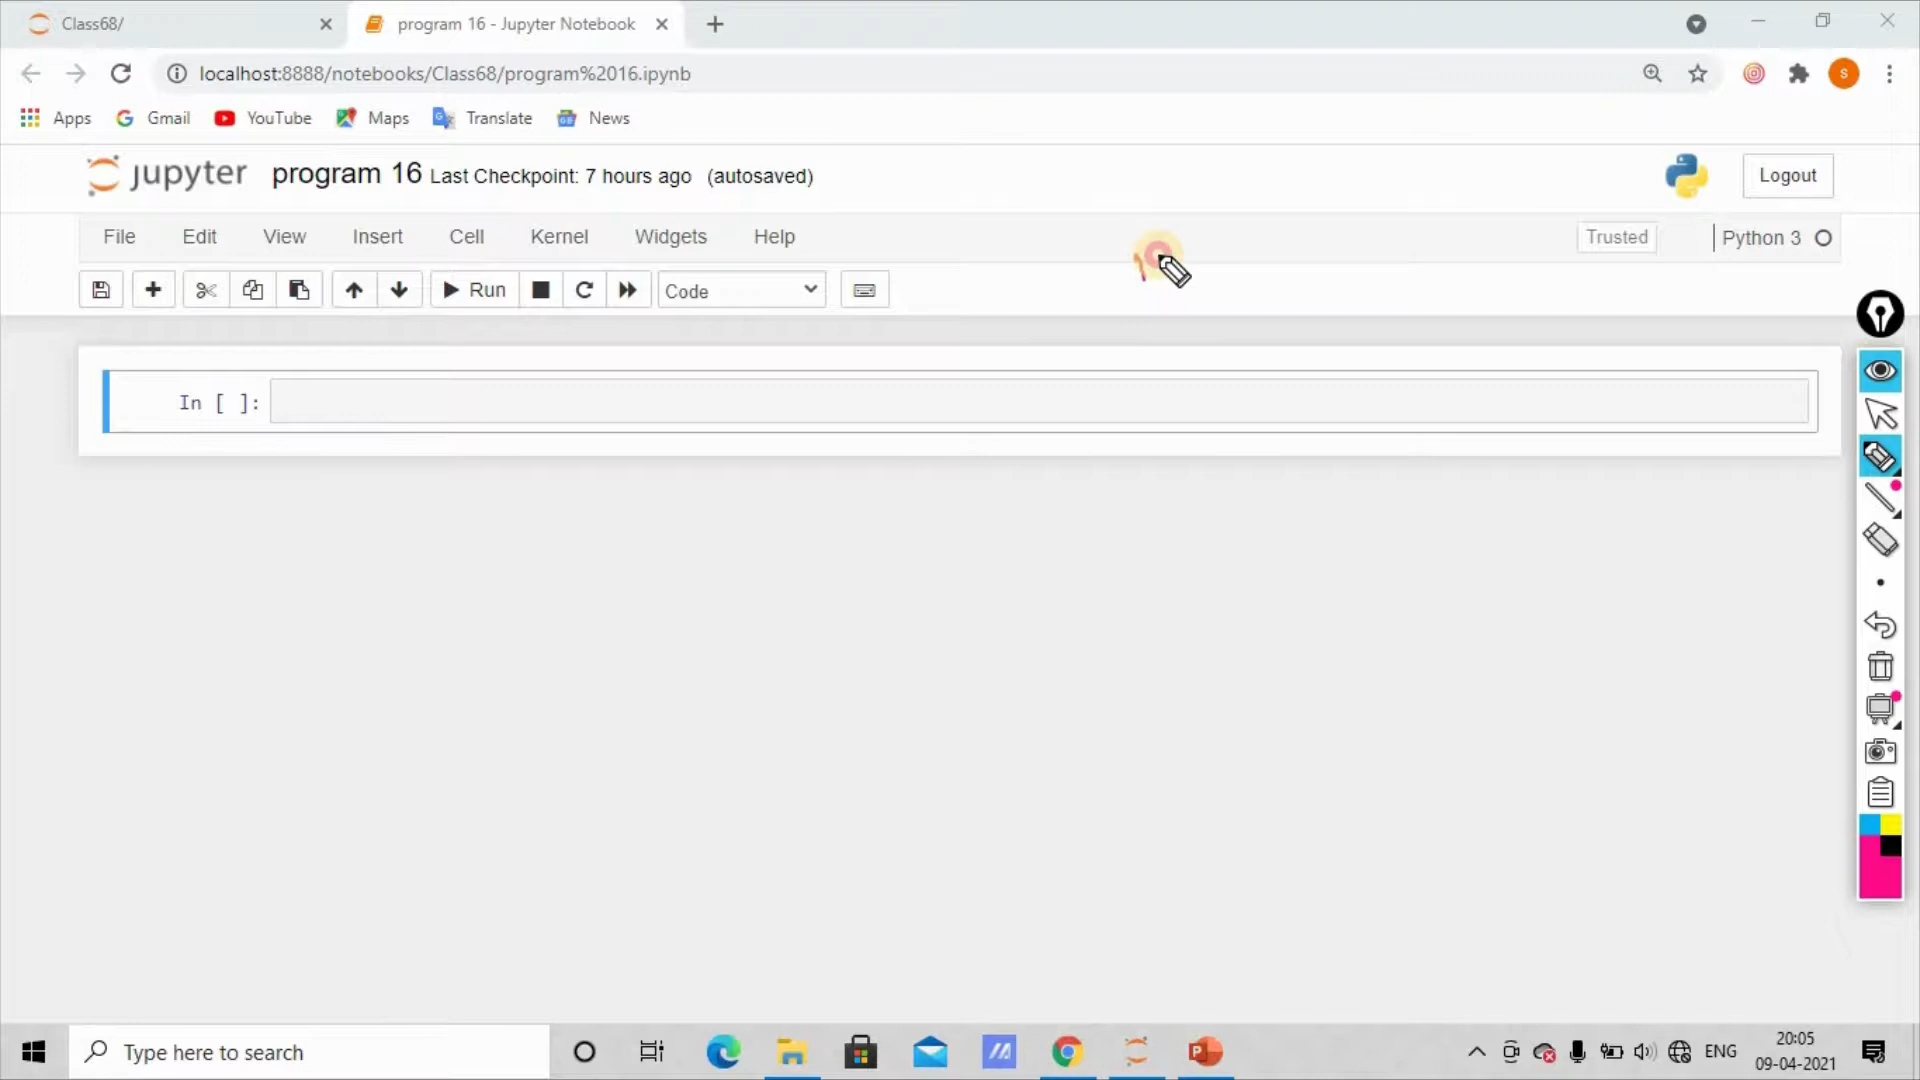 Class68/
program 16 - Jupyter Notebook
localhost:8888/notebooks/Class68/program%2016.ipynb
S
Apps
Gmail
YouTube
Maps
Translate
News
jupyter
program 16 Last Checkpoint: 7 hours ago (autosaved)
Logout
File
Edit
View
Insert
Cell
Kernel
Widgets
Help
Trusted
Python 3
Run
Code
In [ ]:
Type here to search
P
ENG
20:05
09-04-2021